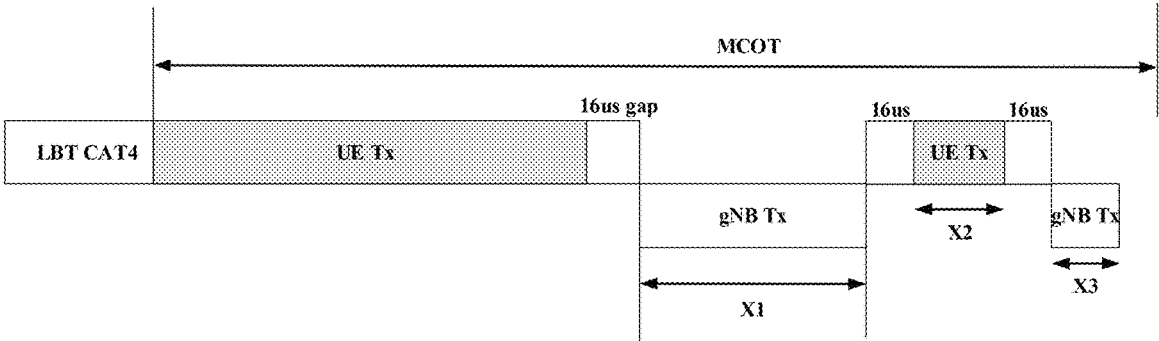 MCOT
16us gap
16us
16us
LBT CAT4
UE Tx
UE Tx
gNB Tx
gNB Tx
X2
X3
X1